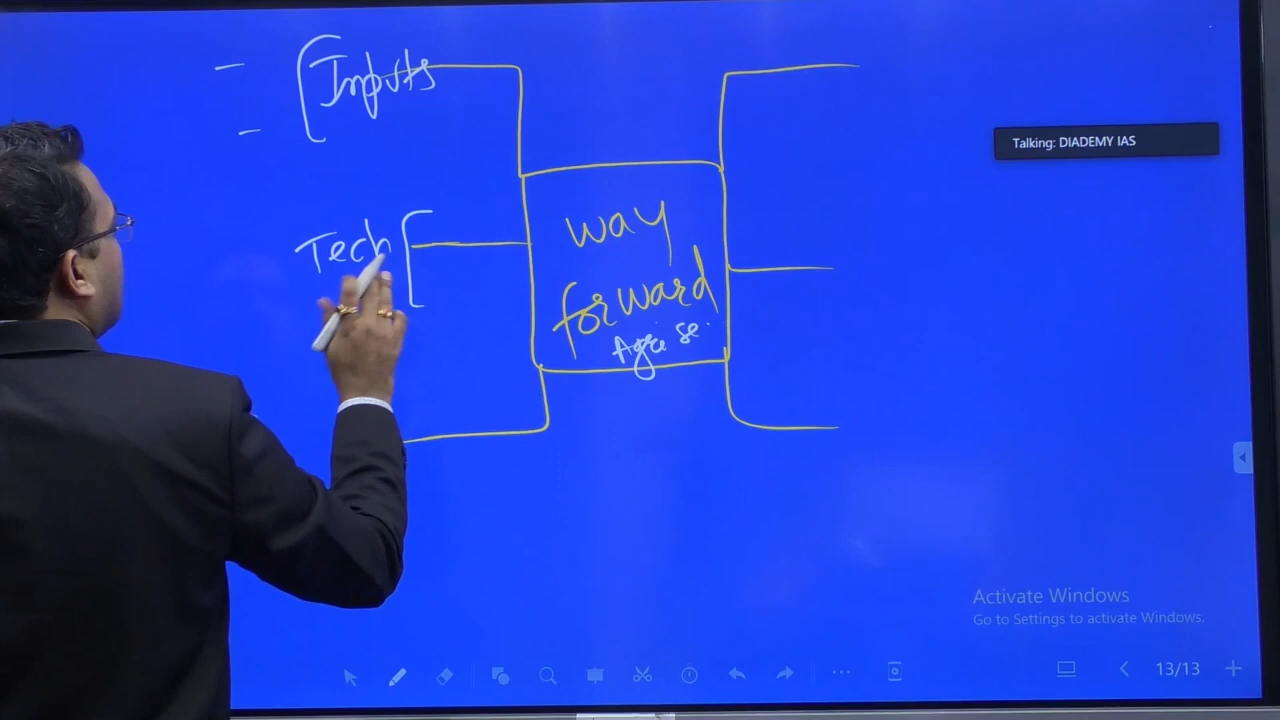 Inputs
Talking: DIADEMY IAS
Tech
way
forward
Agri se.
Activate Windows
Go to Settings to activate Windows.
13/13